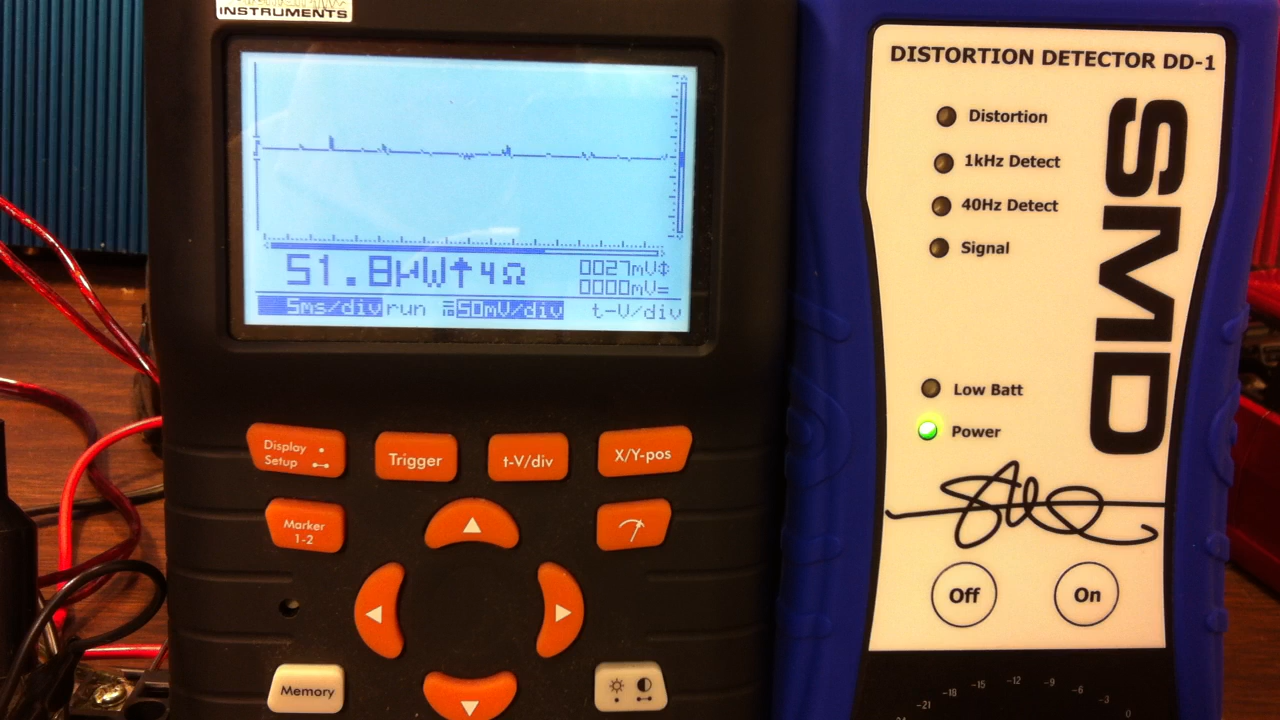 INSTRUMENTS
51.8µW↑ 4Ω
0027mV
0000mV=
5ms/div run 50mV/div t-V/div
Display
Setup
Trigger
t-V/div
X/Y-pos
Marker
1-2
Memory
DISTORTION DETECTOR DD-1
Distortion
1kHz Detect
40Hz Detect
Signal
SMD
Low Batt
Power
Off
On
-21
-18
-15
-12
-9
-6
-3
0